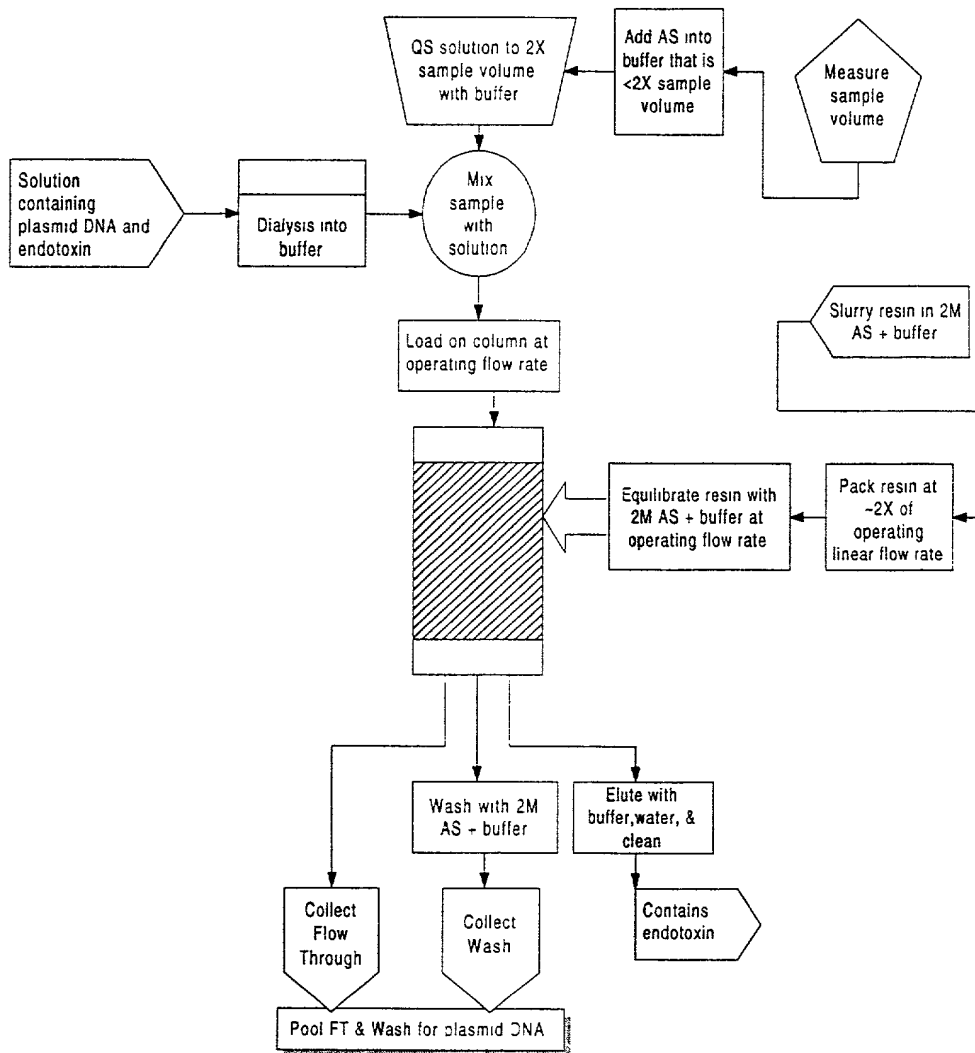 QS solution to 2X
sample volume
with buffer
Add AS into
buffer that is
<2X sample
volume
Measure
sample
volume
Solution
containing
plasmid DNA and
endotoxin
Dialysis into
buffer
Mix
sample
with
solution
Load on column at
operating flow rate
Slurry resin in 2M
AS + buffer
Equilibrate resin with
2M AS + buffer at
operating flow rate
Pack resin at
~2X of
operating
linear flow rate
Wash with 2M
AS + buffer
Elute with
buffer,water, &
clean
Collect
Flow
Through
Collect
Wash
Contains
endotoxin
Pool FT & Wash for plasmid DNA